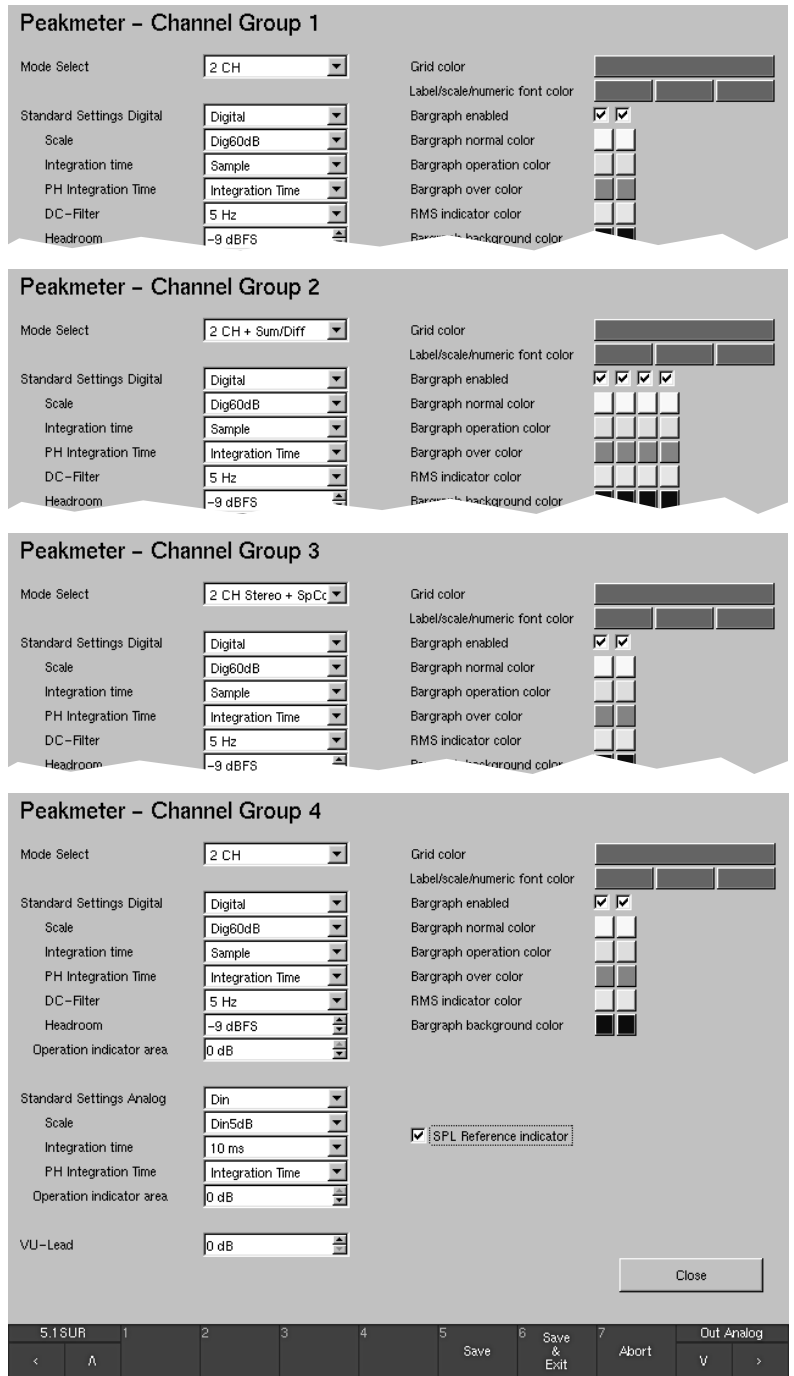 Peakmeter – Channel Group 1
Mode Select 2 CH Grid color
Label/scale/numeric font color
Standard Settings Digital Digital Bargraph enabled
Scale Dig60dB Bargraph normal color
Integration time Sample Bargraph operation color
PH Integration Time Integration Time Bargraph over color
DC-Filter 5 Hz RMS indicator color
Headroom -9 dBFS Bargraph background color
Peakmeter – Channel Group 2
Mode Select 2 CH + Sum/Diff Grid color
Label/scale/numeric font color
Standard Settings Digital Digital Bargraph enabled
Scale Dig60dB Bargraph normal color
Integration time Sample Bargraph operation color
PH Integration Time Integration Time Bargraph over color
DC-Filter 5 Hz RMS indicator color
Headroom -9 dBFS Bargraph background color
Peakmeter – Channel Group 3
Mode Select 2 CH Stereo + SpCo Grid color
Label/scale/numeric font color
Standard Settings Digital Digital Bargraph enabled
Scale Dig60dB Bargraph normal color
Integration time Sample Bargraph operation color
PH Integration Time Integration Time Bargraph over color
DC-Filter 5 Hz RMS indicator color
Headroom -9 dBFS background color
Peakmeter – Channel Group 4
Mode Select 2 CH Grid color
Label/scale/numeric font color
Standard Settings Digital Digital Bargraph enabled
Scale Dig60dB Bargraph normal color
Integration time Sample Bargraph operation color
PH Integration Time Integration Time Bargraph over color
DC-Filter 5 Hz RMS indicator color
Headroom -9 dBFS Bargraph background color
Operation indicator area 0 dB
Standard Settings Analog Din
Scale Din5dB
Integration time 10 ms SPL Reference indicator
PH Integration Time Integration Time
Operation indicator area 0 dB
VU-Lead 0 dB
Close
5.1SUR 1 2 3 4 5 Save 6 Save & Exit 7 Abort Out Analog
< Λ V >